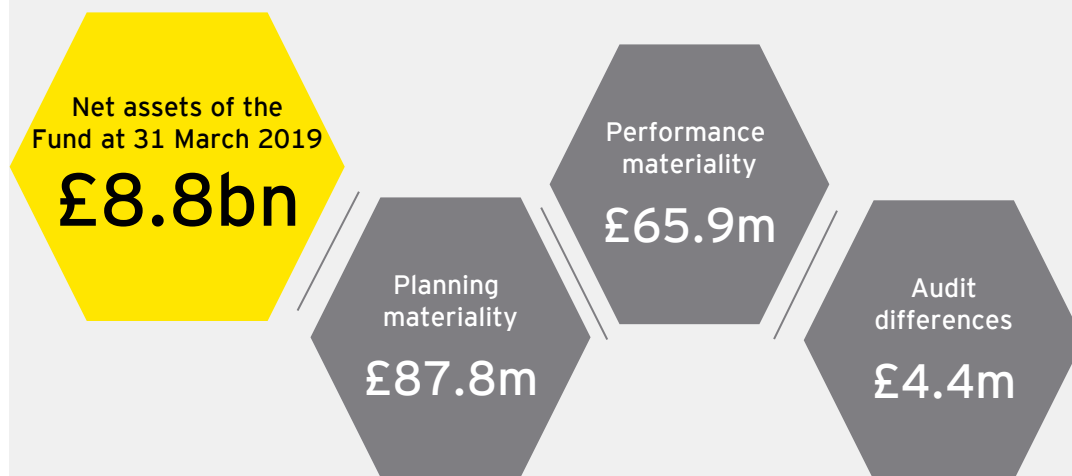 Net assets of the
Fund at 31 March 2019
£8.8bn
Planning
materiality
£87.8m
Performance
materiality
£65.9m
Audit
differences
£4.4m